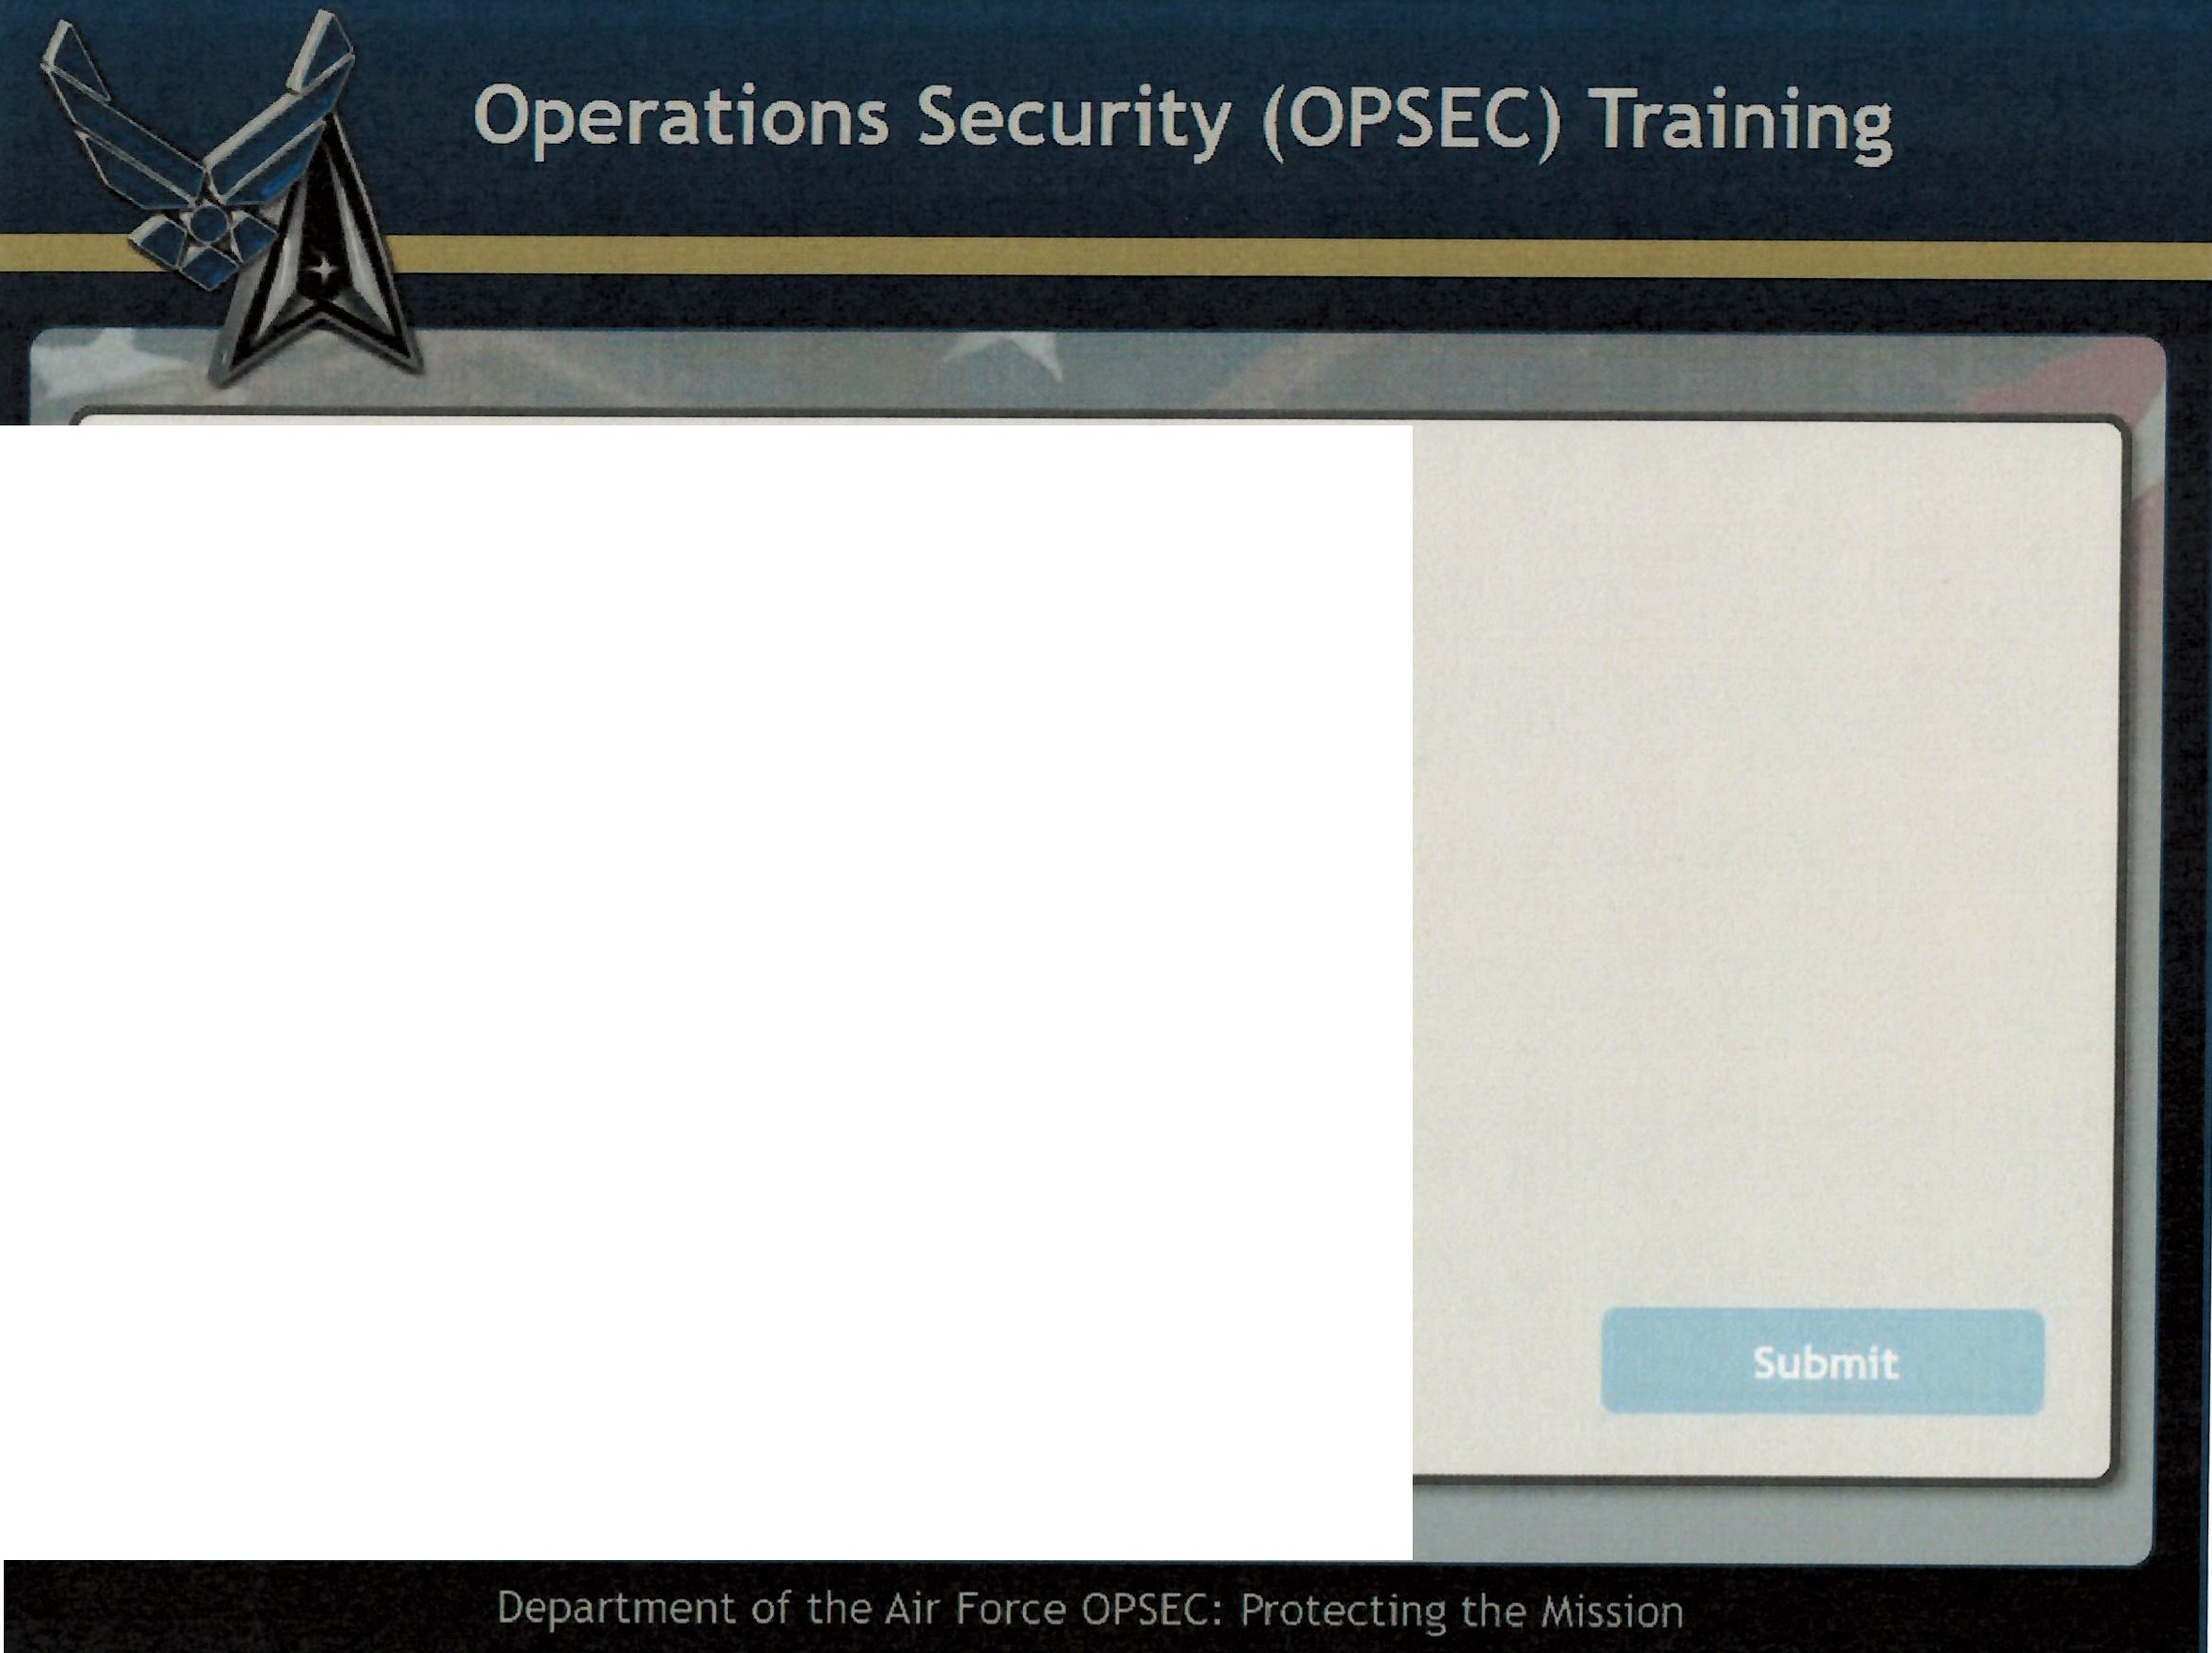 Operations Security (OPSEC) Training
Submit
Department of the Air Force OPSEC: Protecting the Mission